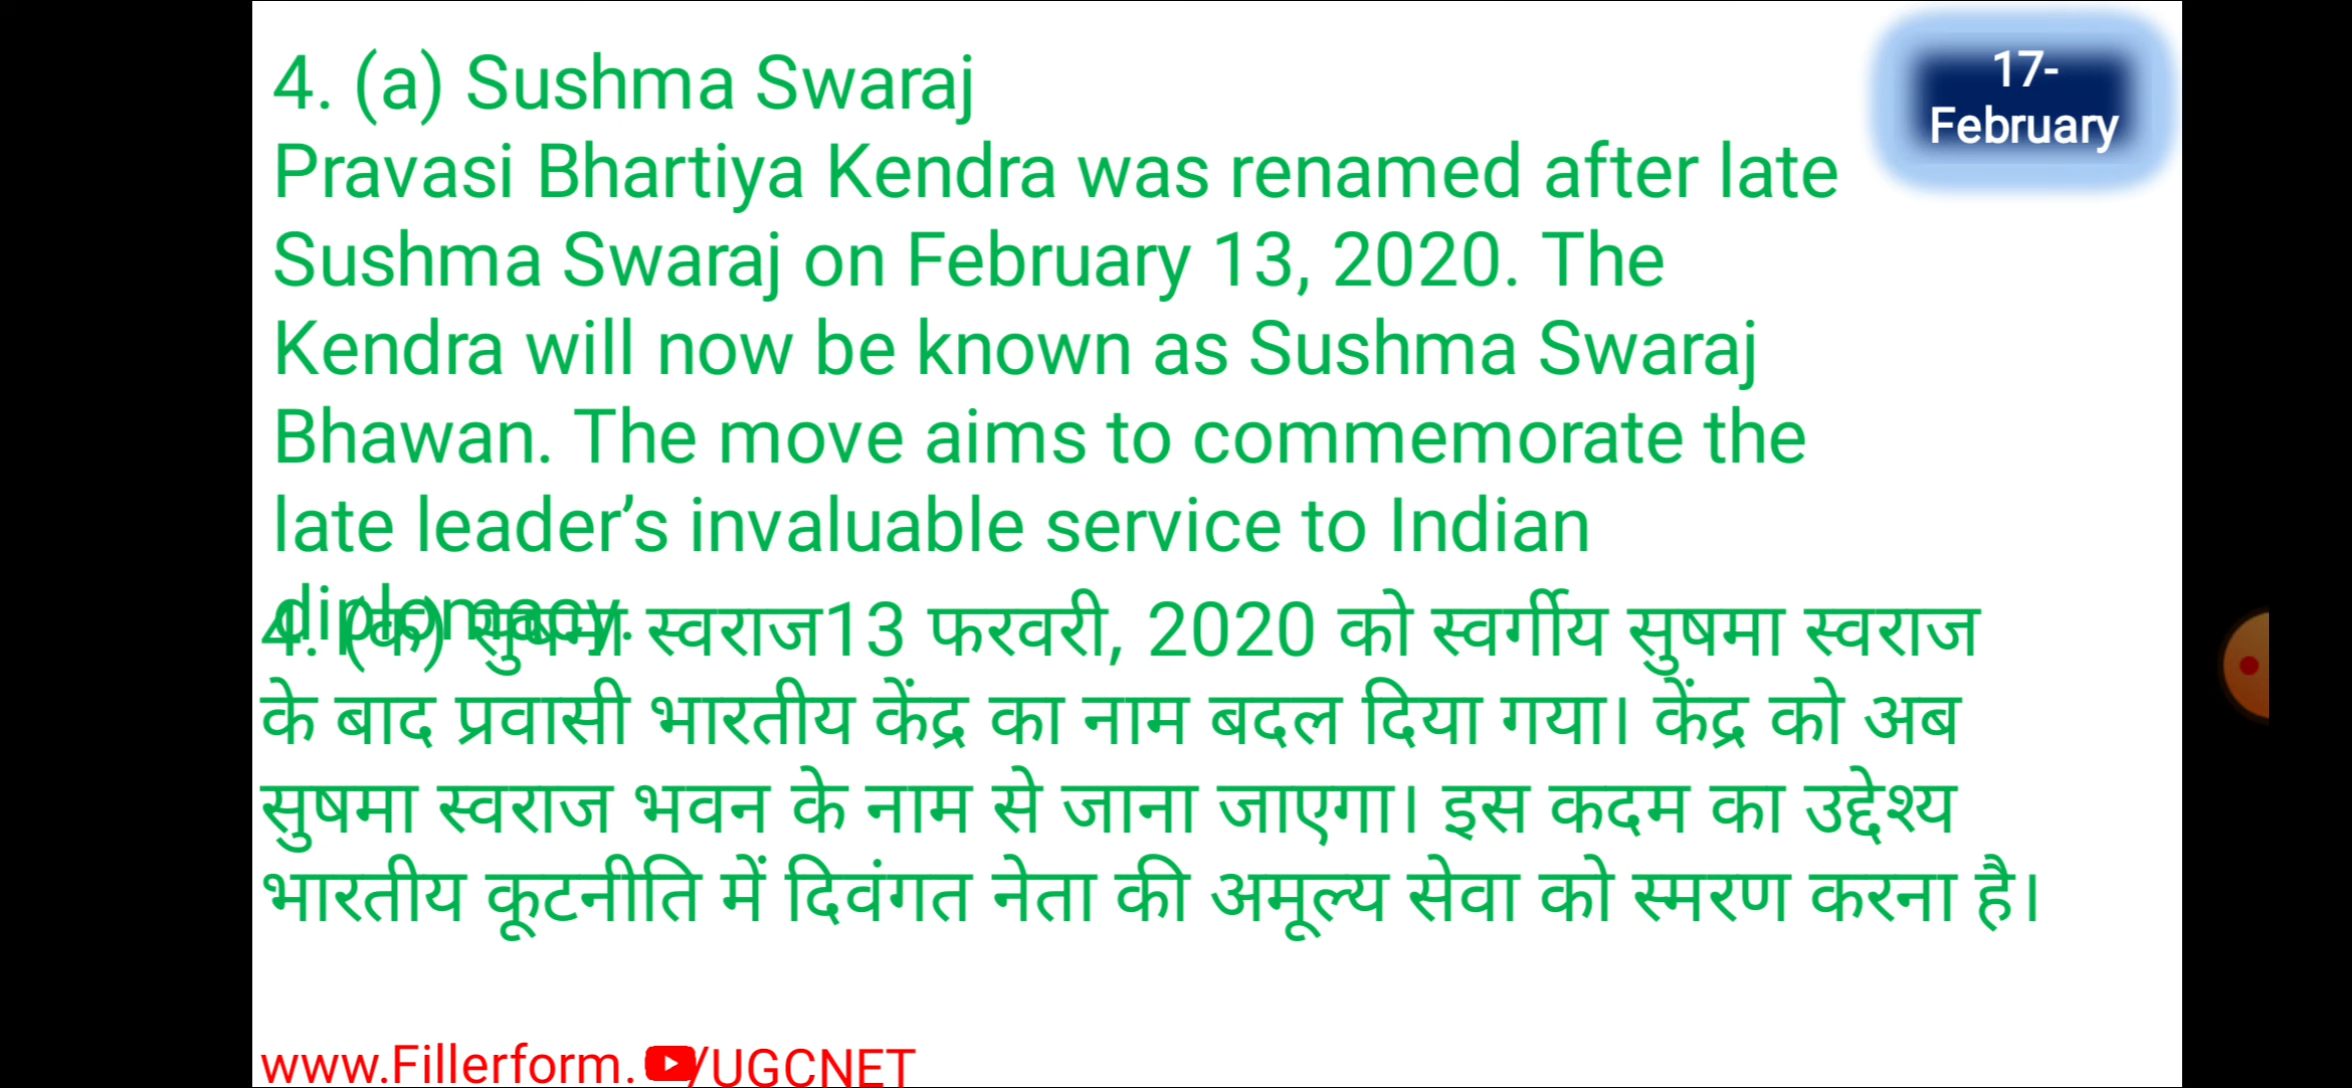 4. (a) Sushma Swaraj
17-
February
Pravasi Bhartiya Kendra was renamed after late
Sushma Swaraj on February 13, 2020. The
Kendra will now be known as Sushma Swaraj
Bhawan. The move aims to commemorate the
late leader’s invaluable service to Indian
diplomacy.
4. (क) सुषमा स्वराज13 फरवरी, 2020 को स्वर्गीय सुषमा स्वराज
के बाद प्रवासी भारतीय केंद्र का नाम बदल दिया गया। केंद्र को अब
सुषमा स्वराज भवन के नाम से जाना जाएगा। इस कदम का उद्देश्य
भारतीय कूटनीति में दिवंगत नेता की अमूल्य सेवा को स्मरण करना है।
www.Fillerform. /UGCNET